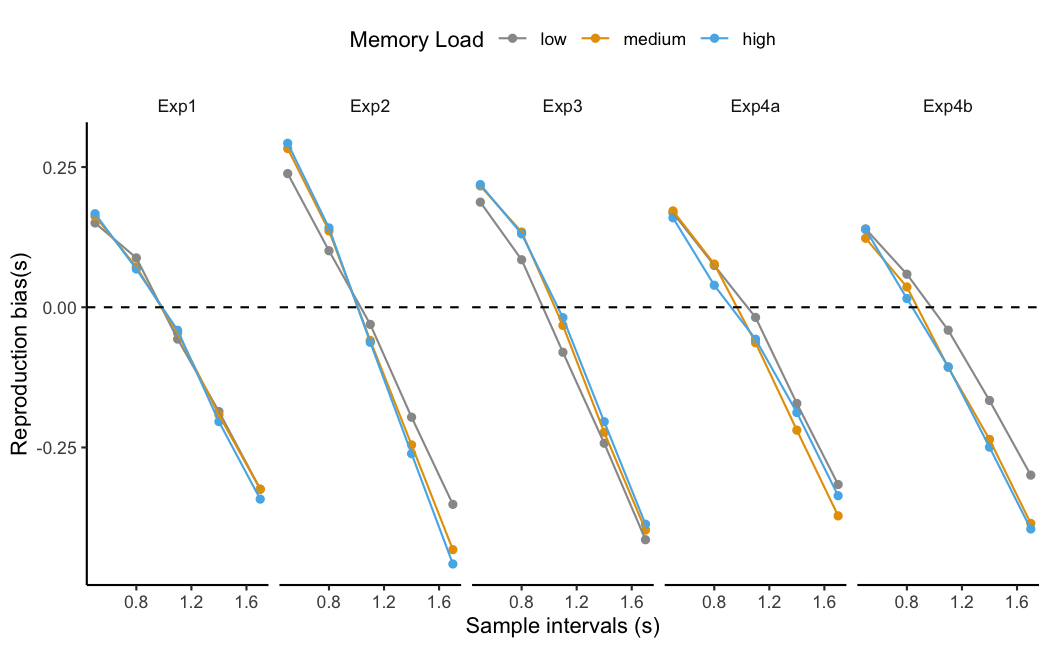 Memory Load low medium high
Exp1 Exp2 Exp3 Exp4a Exp4b
Reproduction bias(s)
0.25
0.00
-0.25
0.8 1.2 1.6 0.8 1.2 1.6 0.8 1.2 1.6 0.8 1.2 1.6 0.8 1.2 1.6
Sample intervals (s)